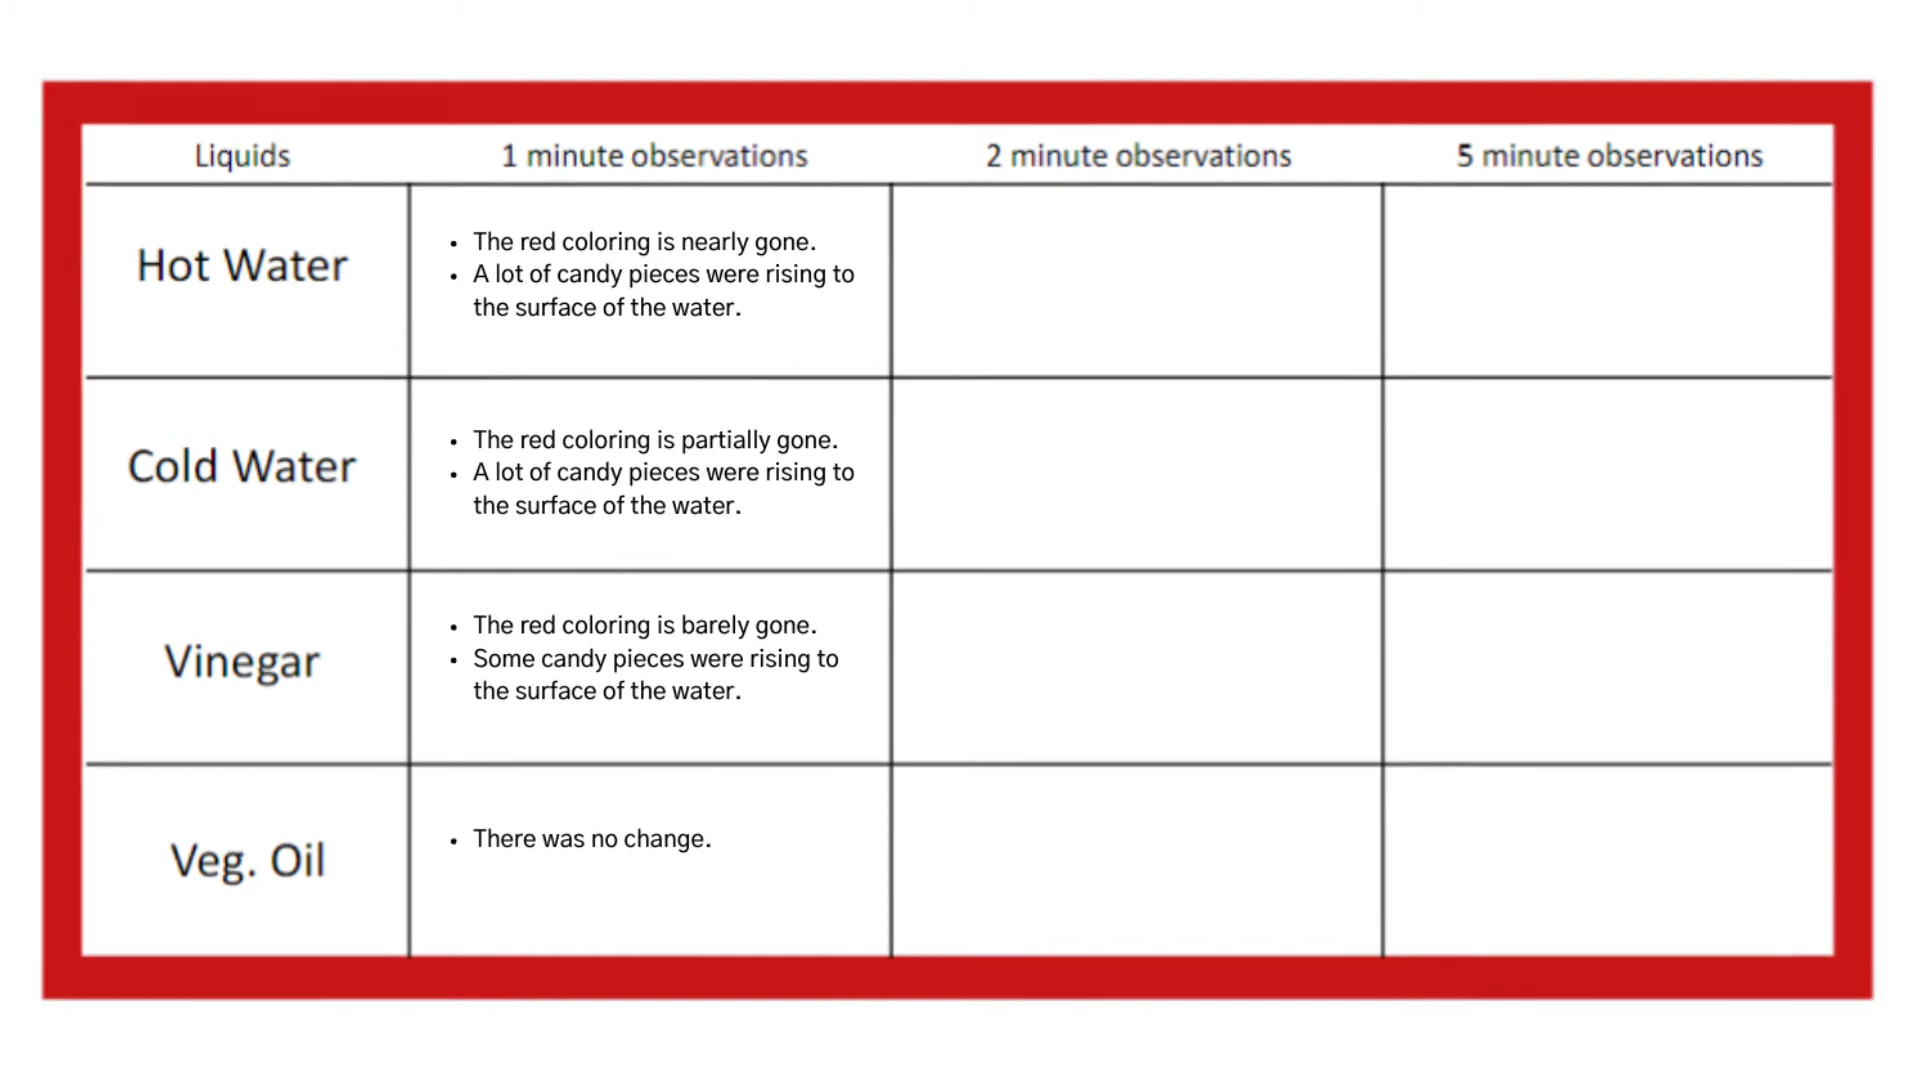 Liquids 1 minute observations 2 minute observations 5 minute observations
Hot Water
• The red coloring is nearly gone.
• A lot of candy pieces were rising to
the surface of the water.
Cold Water
• The red coloring is partially gone.
• A lot of candy pieces were rising to
the surface of the water.
Vinegar
• The red coloring is barely gone.
• Some candy pieces were rising to
the surface of the water.
Veg. Oil
• There was no change.